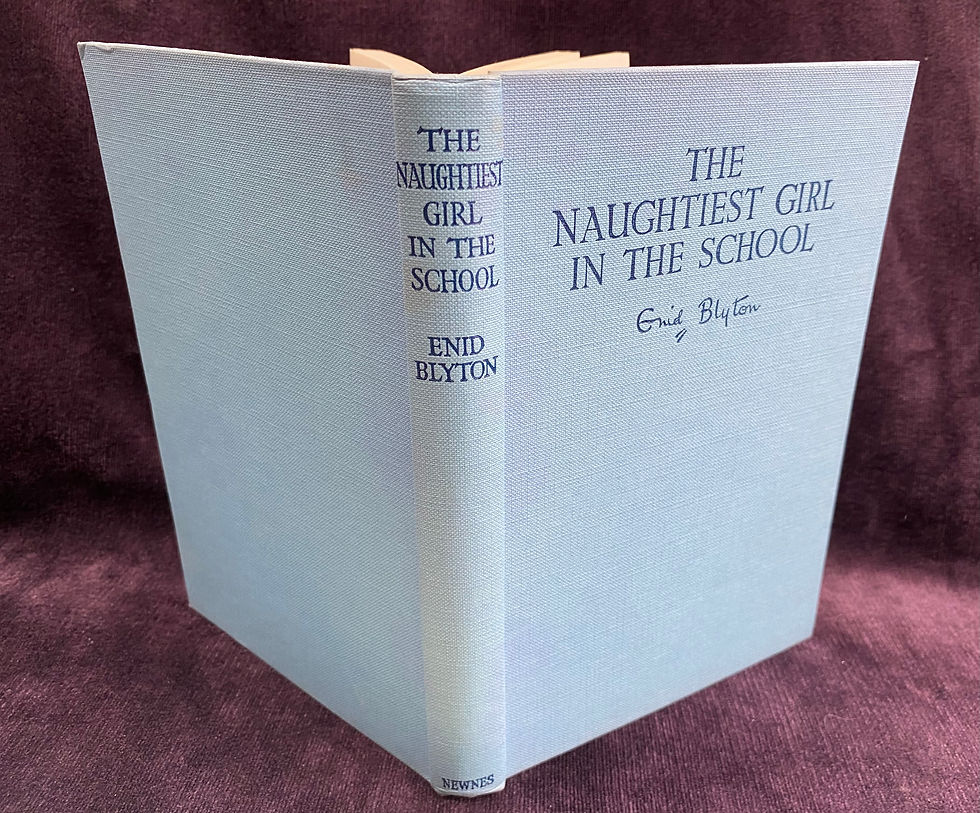 THE
NAUGHTIEST
GIRL
IN THE
SCHOOL
ENID
BLYTON
NEWNES
THE
NAUGHTIEST GIRL
IN THE SCHOOL
Enid Blyton